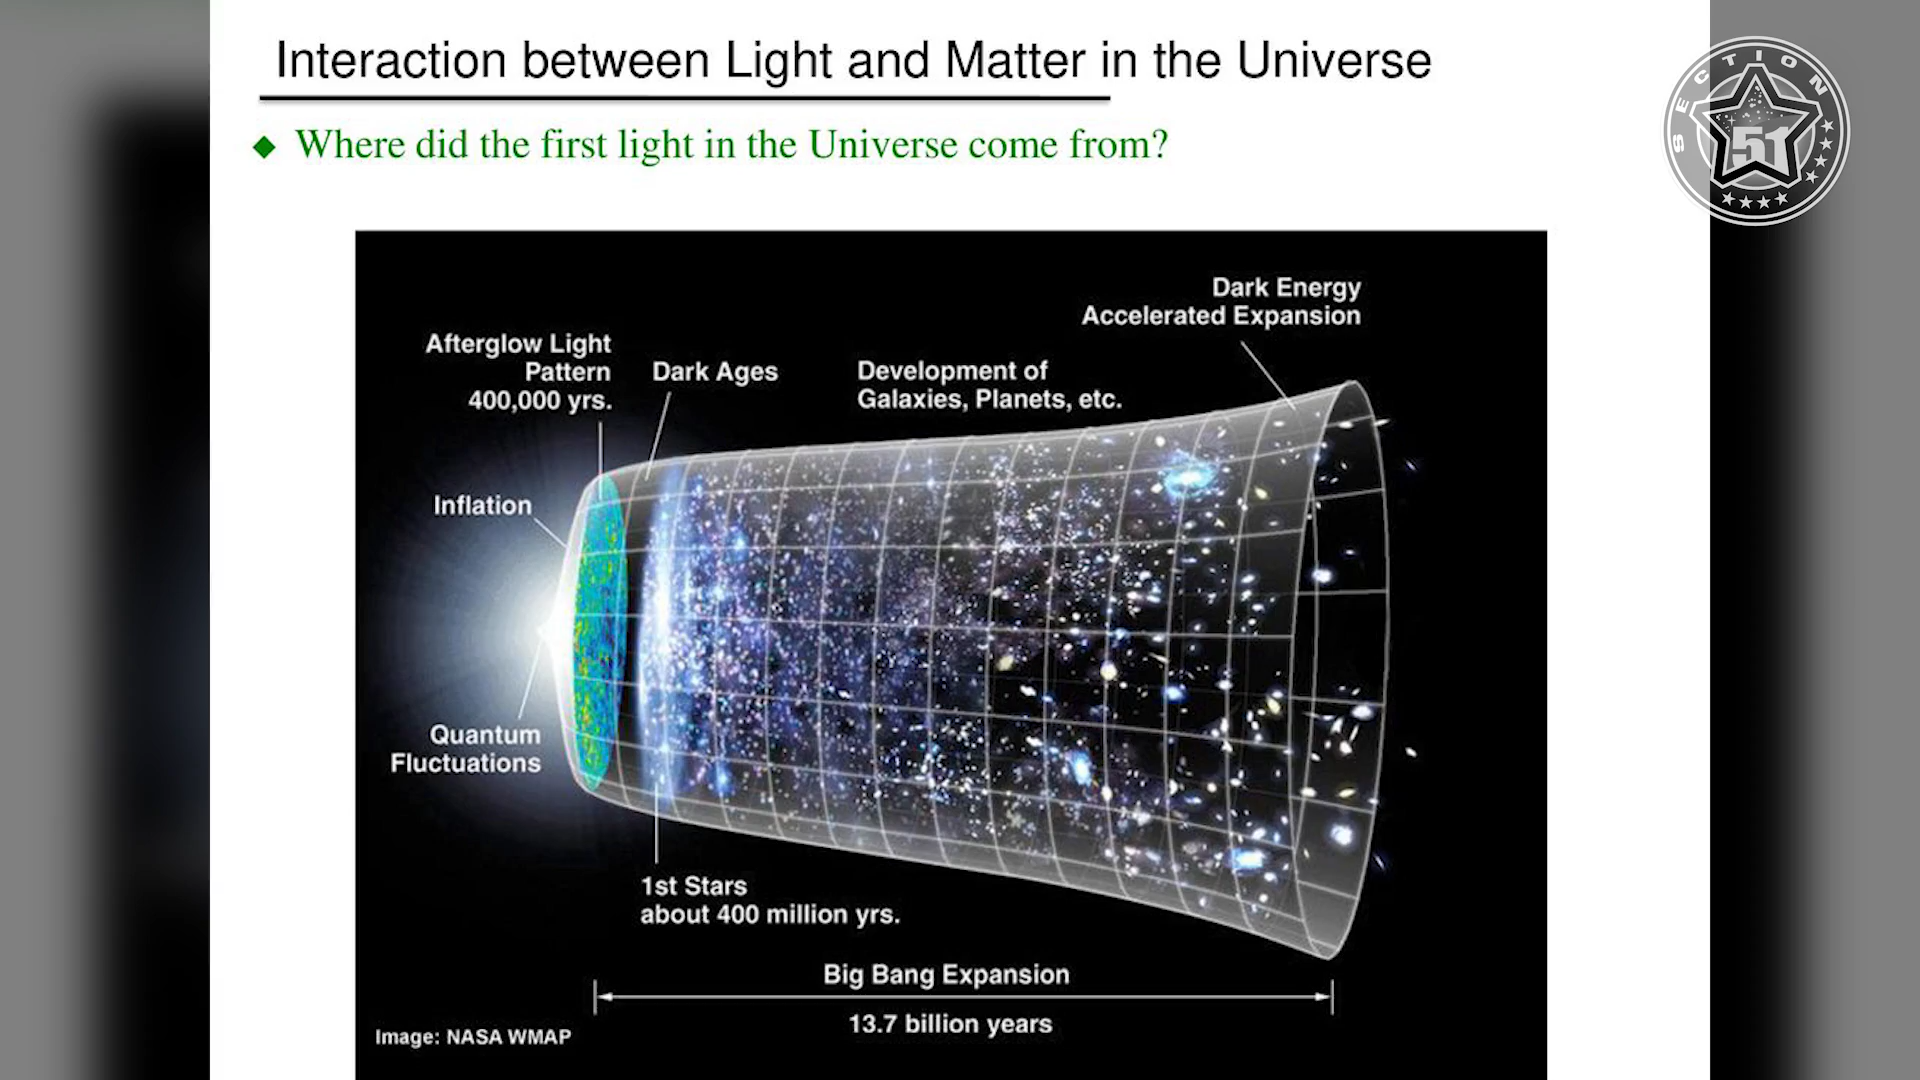 Interaction between Light and Matter in the Universe
SECTION
51
Where did the first light in the Universe come from?
Dark Energy
Accelerated Expansion
Afterglow Light
Pattern
400,000 yrs.
Dark Ages
Development of
Galaxies, Planets, etc.
Inflation
Quantum
Fluctuations
1st Stars
about 400 million yrs.
Big Bang Expansion
13.7 billion years
Image: NASA WMAP